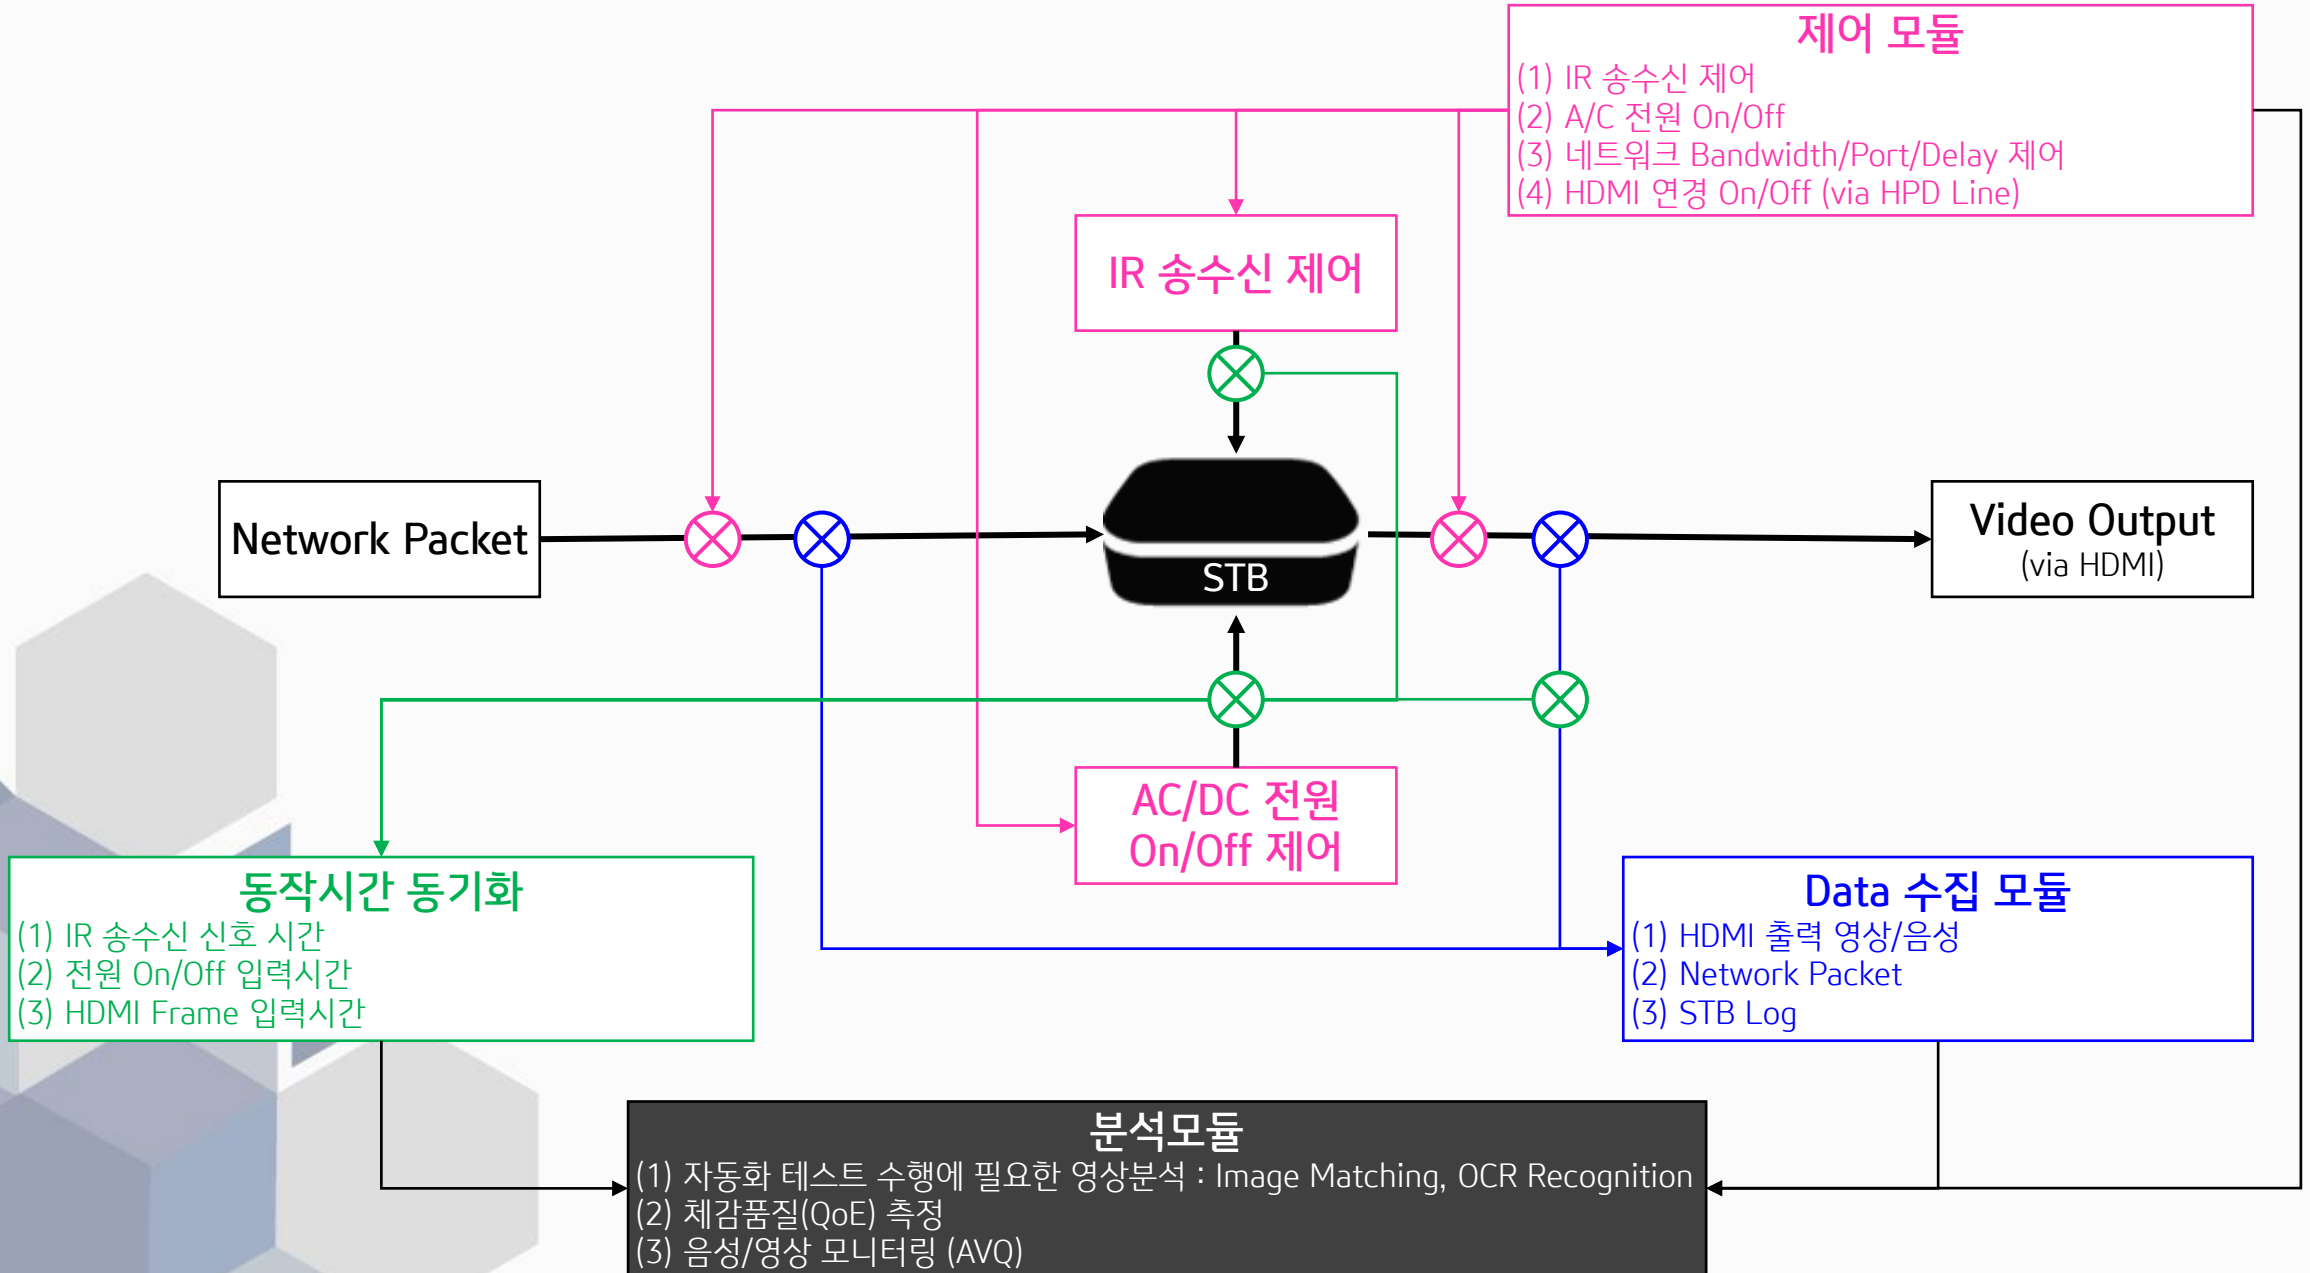 제어 모듈
(1) IR 송수신 제어
(2) A/C 전원 On/Off
(3) 네트워크 Bandwidth/Port/Delay 제어
(4) HDMI 연경 On/Off (via HPD Line)
IR 송수신 제어
Network Packet
STB
Video Output
(via HDMI)
AC/DC 전원
On/Off 제어
동작시간 동기화
(1) IR 송수신 신호 시간
(2) 전원 On/Off 입력시간
(3) HDMI Frame 입력시간
Data 수집 모듈
(1) HDMI 출력 영상/음성
(2) Network Packet
(3) STB Log
분석모듈
(1) 자동화 테스트 수행에 필요한 영상분석 : Image Matching, OCR Recognition
(2) 체감품질(QoE) 측정
(3) 음성/영상 모니터링 (AVQ)